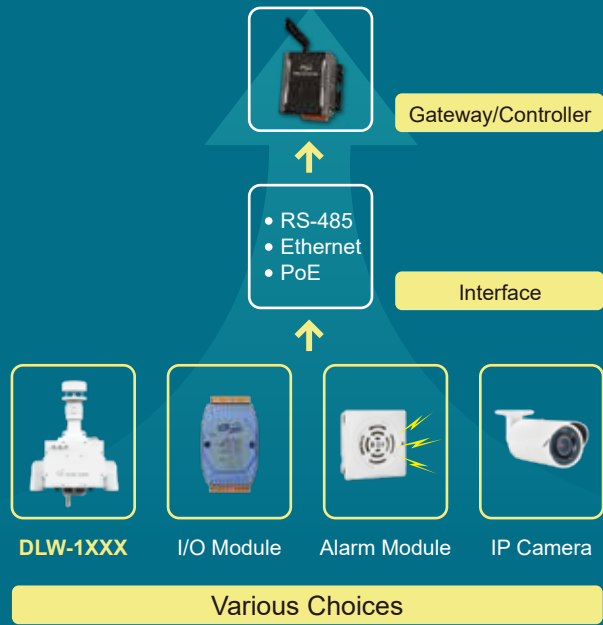 Gateway/Controller
• RS-485
• Ethernet
• PoE
Interface
DLW-1XXX
I/O Module
Alarm Module
IP Camera
Various Choices